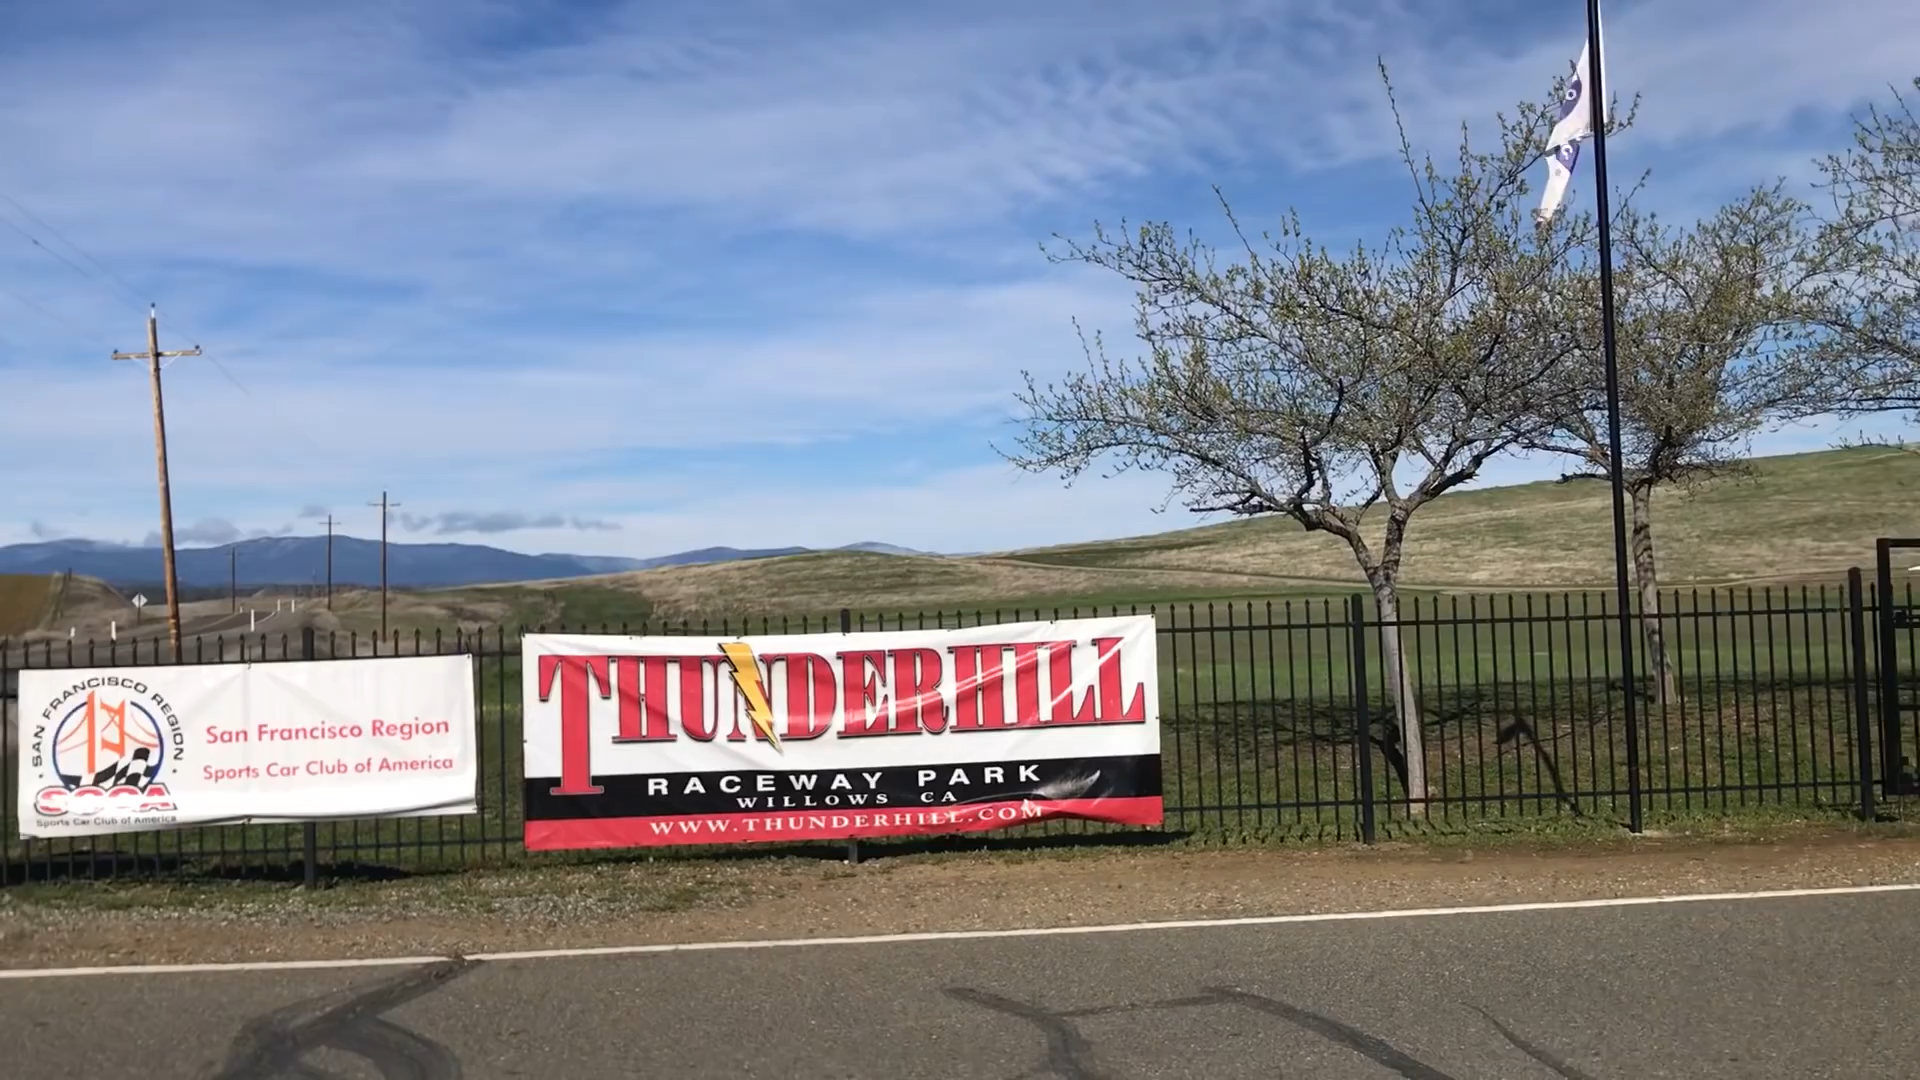 SAN FRANCISCO REGION
SCCA
Sports Car Club of America
San Francisco Region
Sports Car Club of America
THUNDERHILL
RACEWAY PARK
WILLOWS CA
WWW.THUNDERHILL.COM